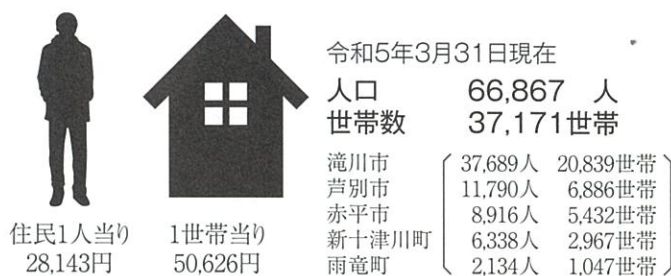 令和5年3月31日現在
人口 66,867 人
世帯数 37,171世帯
滝川市 37,689人 20,839世帯
芦別市 11,790人 6,886世帯
赤平市 8,916人 5,432世帯
新十津川町 6,338人 2,967世帯
雨竜町 2,134人 1,047世帯
住民1人当り
28,143円
1世帯当り
50,626円